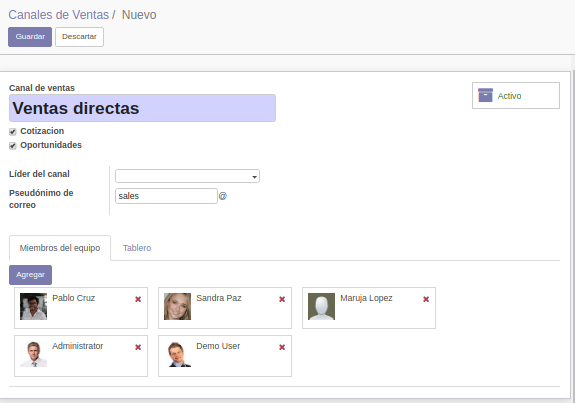 Canales de Ventas / Nuevo
Guardar Descartar
Canal de ventas
Ventas directas
Activo
Cotizacion
Oportunidades
Líder del canal
Pseudónimo de correo
sales @
Miembros del equipo Tablero
Agregar
Pablo Cruz Sandra Paz Maruja Lopez
Administrator Demo User